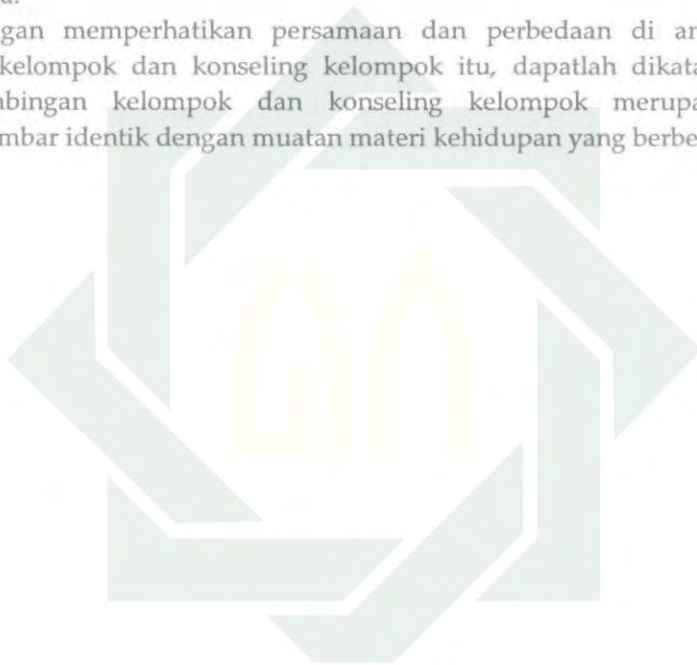 gan memperhatikan persamaan dan perbedaan di an
kelompok dan konseling kelompok itu, dapatlah dikata
bingan kelompok dan konseling kelompok merupa
mbar identik dengan muatan materi kehidupan yang berbe